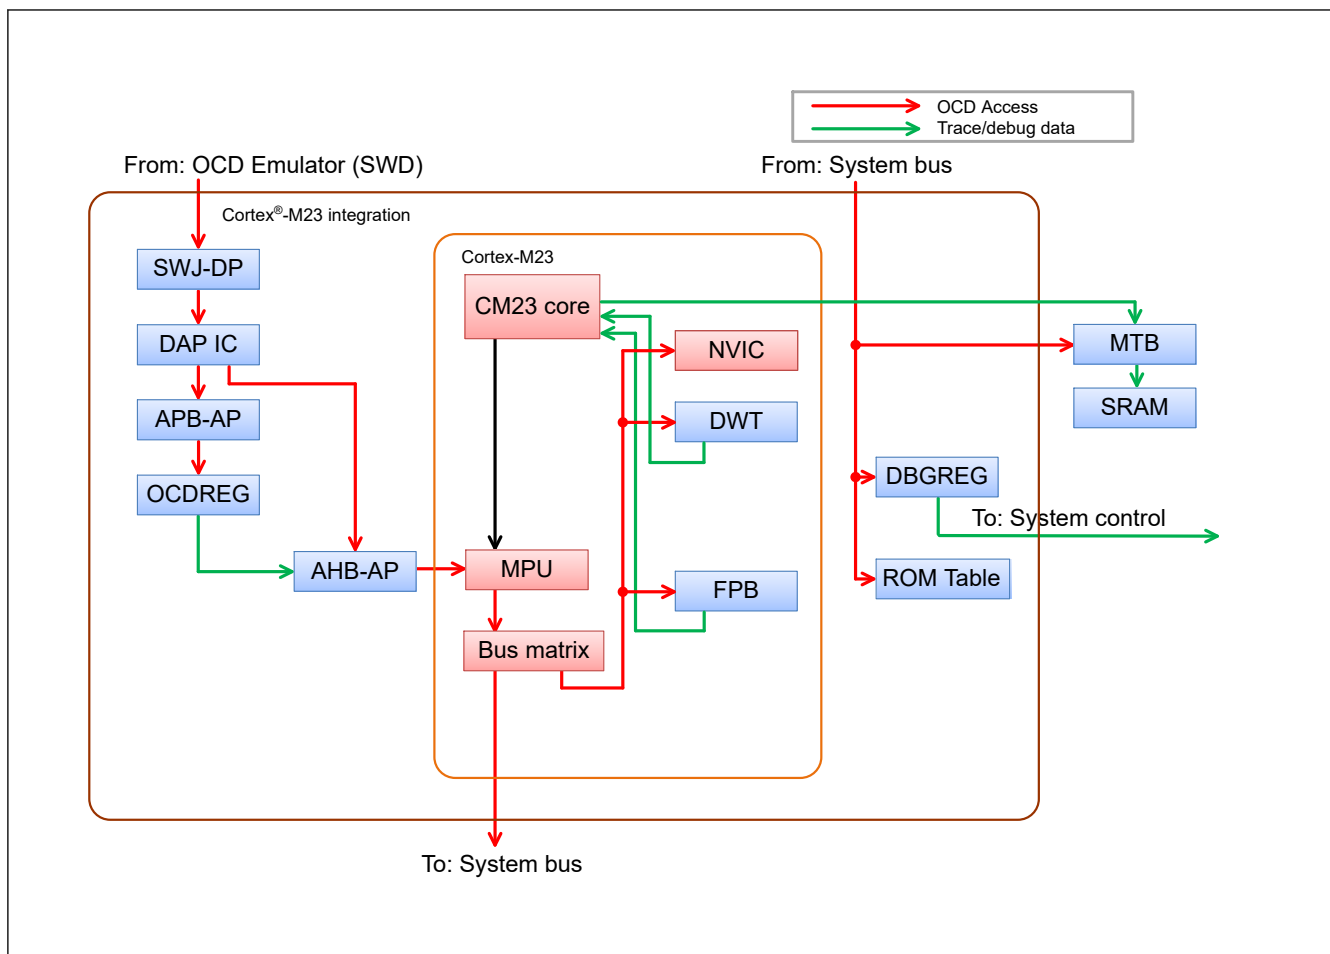 OCD Access
Trace/debug data
From: OCD Emulator (SWD)
From: System bus
Cortex®-M23 integration
Cortex-M23
SWJ-DP
CM23 core
DAP IC
NVIC
MTB
APB-AP
DWT
SRAM
OCDREG
DBGREG
To: System control
AHB-AP
MPU
FPB
ROM Table
Bus matrix
To: System bus